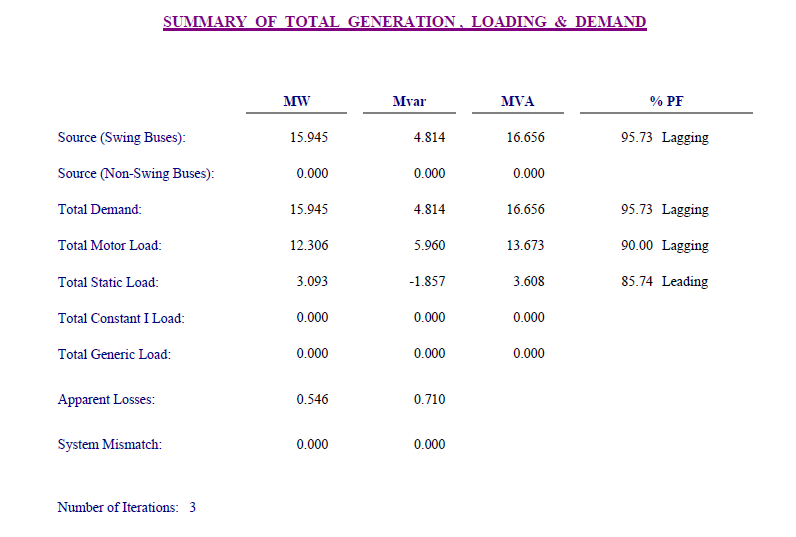 SUMMARY OF TOTAL GENERATION , LOADING & DEMAND
MW Mvar MVA % PF
Source (Swing Buses): 15.945 4.814 16.656 95.73 Lagging
Source (Non-Swing Buses): 0.000 0.000 0.000
Total Demand: 15.945 4.814 16.656 95.73 Lagging
Total Motor Load: 12.306 5.960 13.673 90.00 Lagging
Total Static Load: 3.093 -1.857 3.608 85.74 Leading
Total Constant I Load: 0.000 0.000 0.000
Total Generic Load: 0.000 0.000 0.000
Apparent Losses: 0.546 0.710
System Mismatch: 0.000 0.000
Number of Iterations: 3